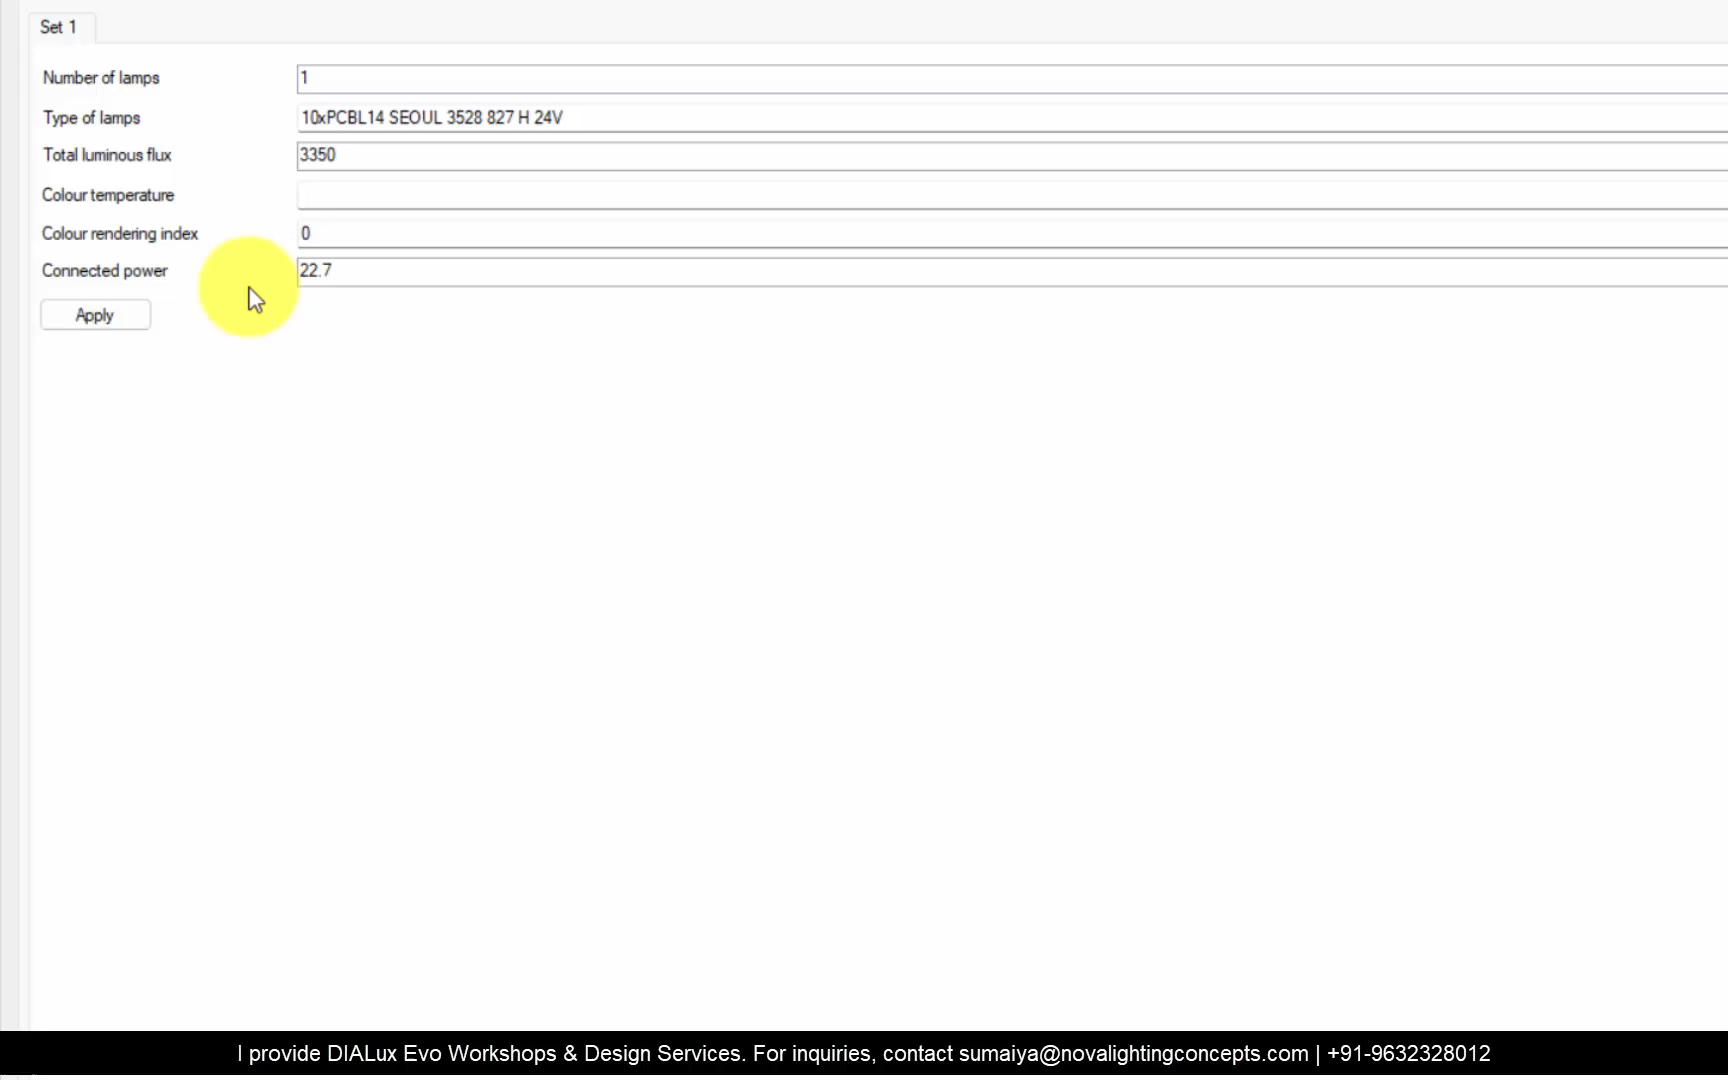 Set 1
Number of lamps 1
Type of lamps 10xPCBL14 SEOUL 3528 827 H 24V
Total luminous flux 3350
Colour temperature
Colour rendering index 0
Connected power 22.7
Apply
I provide DIALux Evo Workshops & Design Services. For inquiries, contact sumaiya@novalightingconcepts.com | +91-9632328012